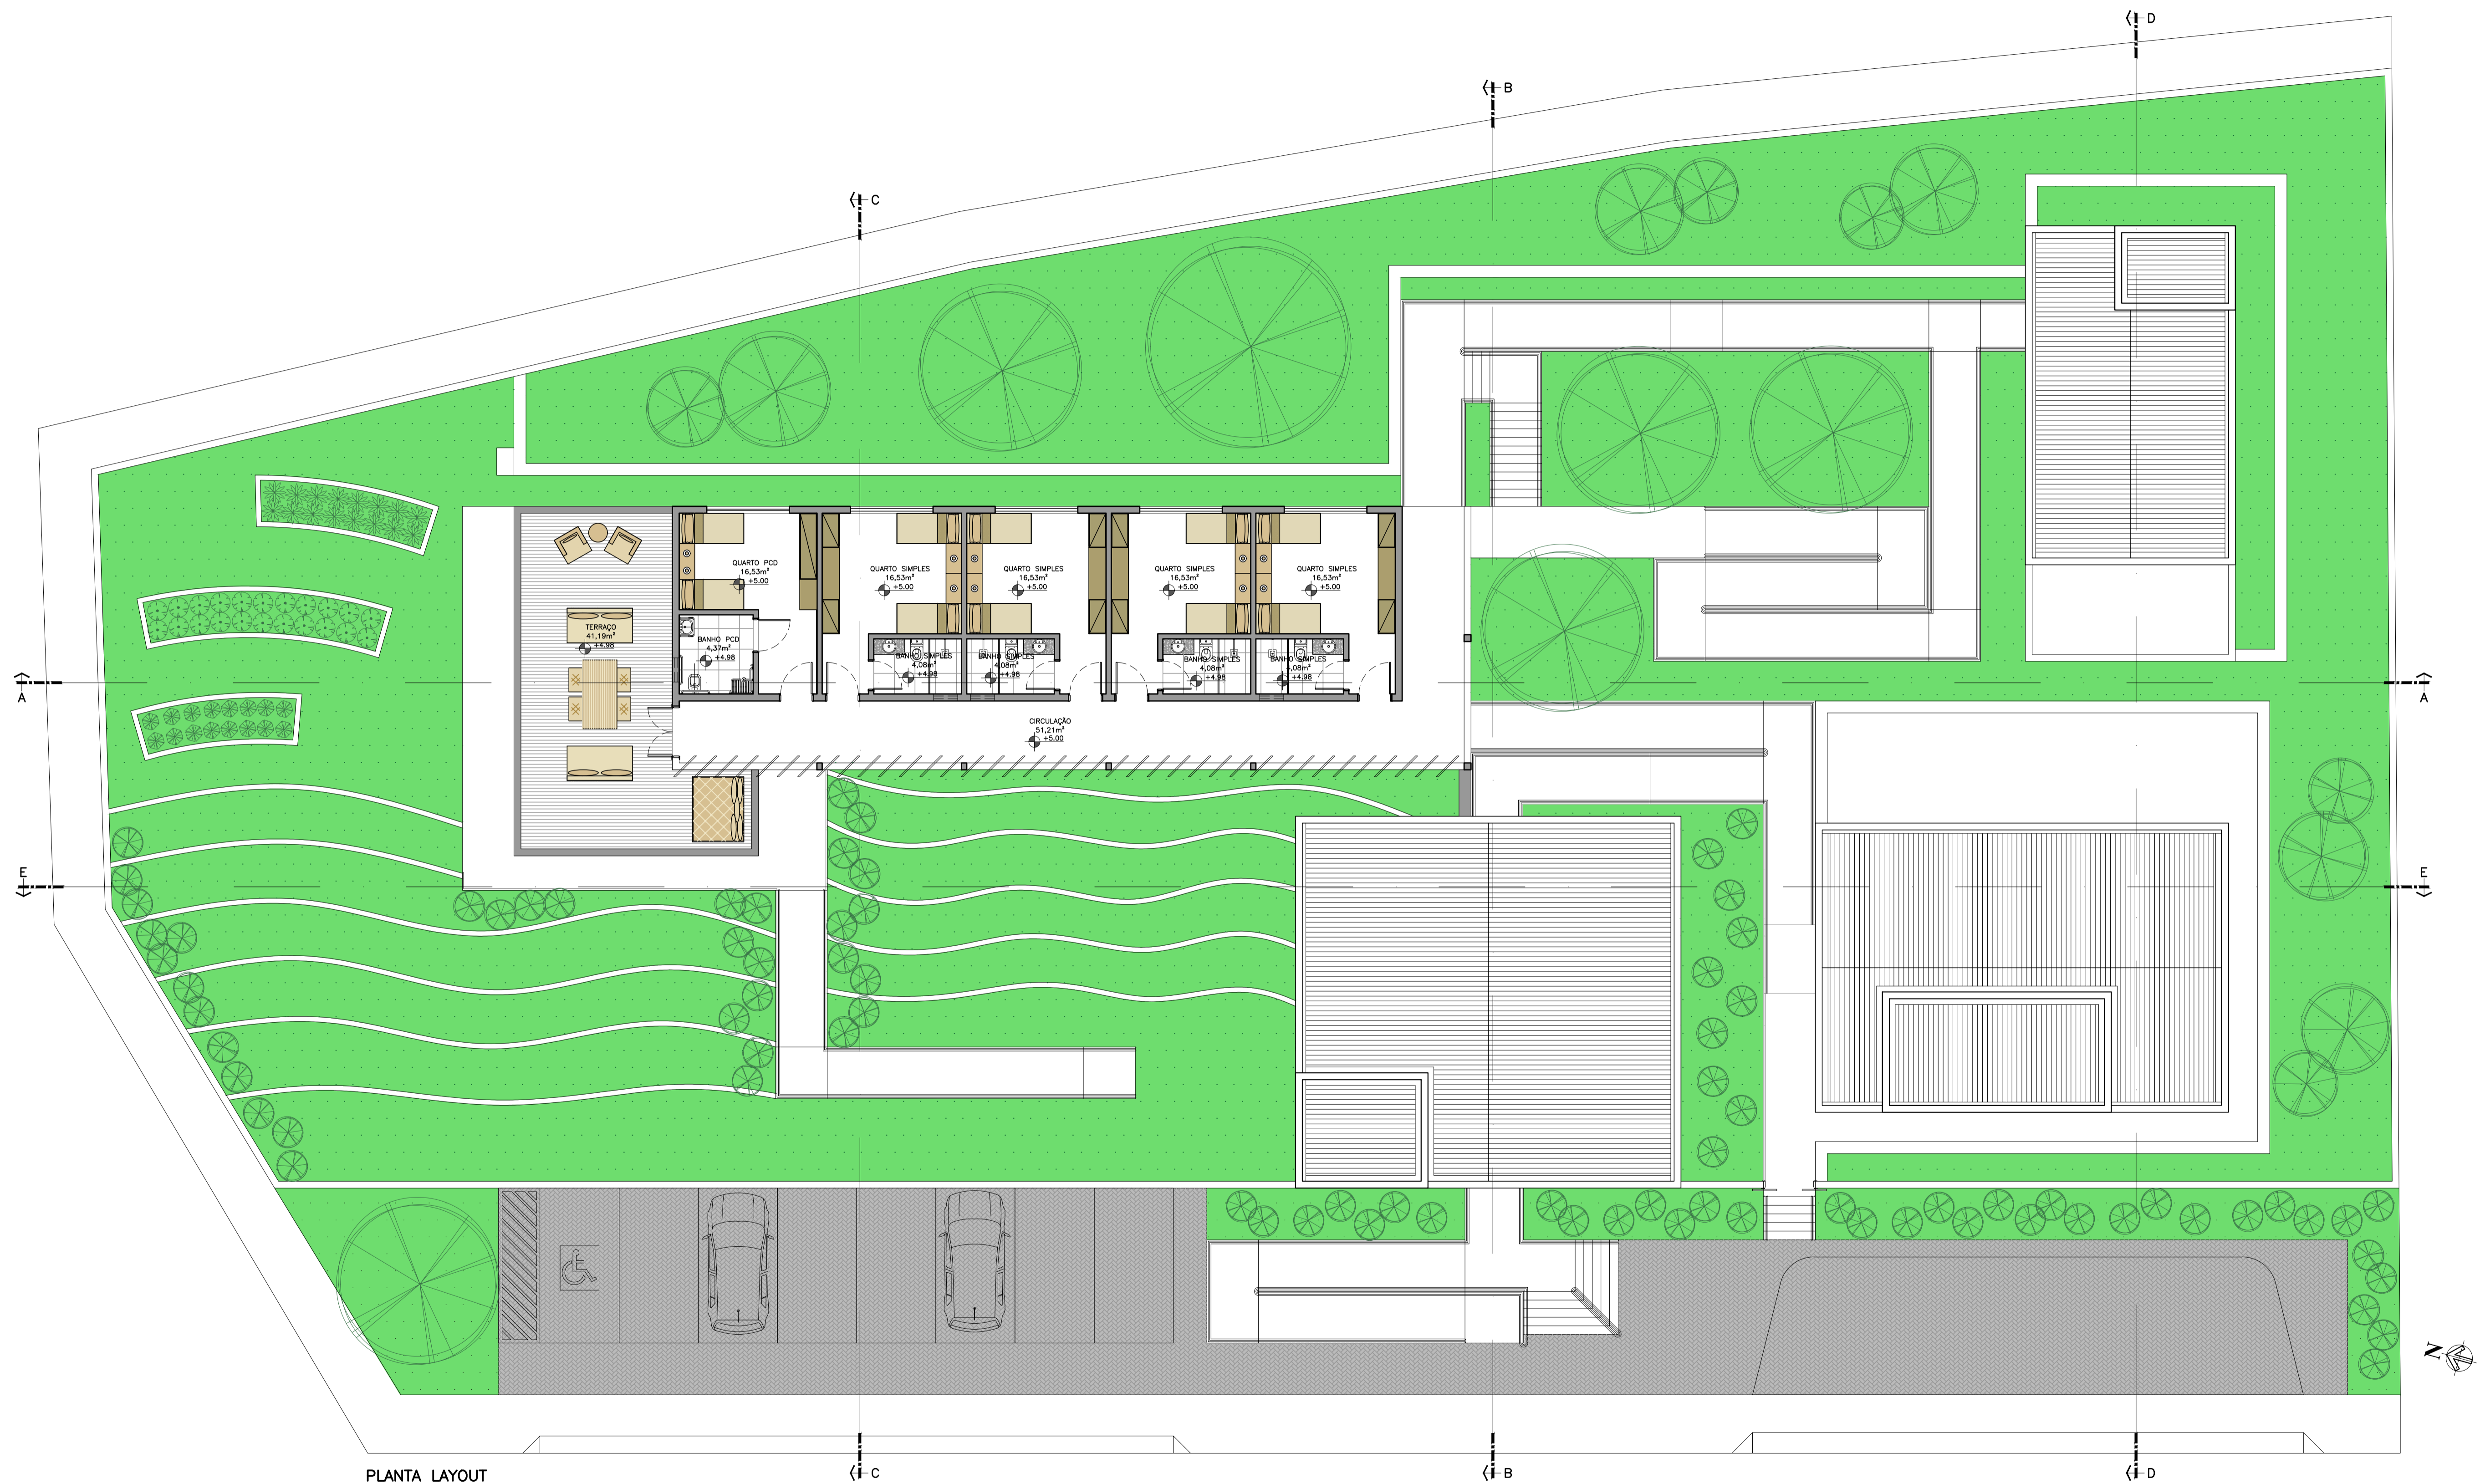 D
B
C
QUARTO PCD
16,53m²
+5.00
QUARTO SIMPLES
16,53m²
+5.00
QUARTO SIMPLES
16,53m²
+5.00
QUARTO SIMPLES
16,53m²
+5.00
QUARTO SIMPLES
16,53m²
+5.00
TERRAÇO
41,19m²
+4.98
BANHO PCD
4,37m²
+4.98
BANHO SIMPLES
4,08m²
+4.98
BANHO SIMPLES
4,08m²
+4.98
BANHO SIMPLES
4,08m²
+4.98
BANHO SIMPLES
4,08m²
+4.98
A
A
CIRCULAÇÃO
51,21m²
+5.00
E
E
N
C
B
D
PLANTA LAYOUT